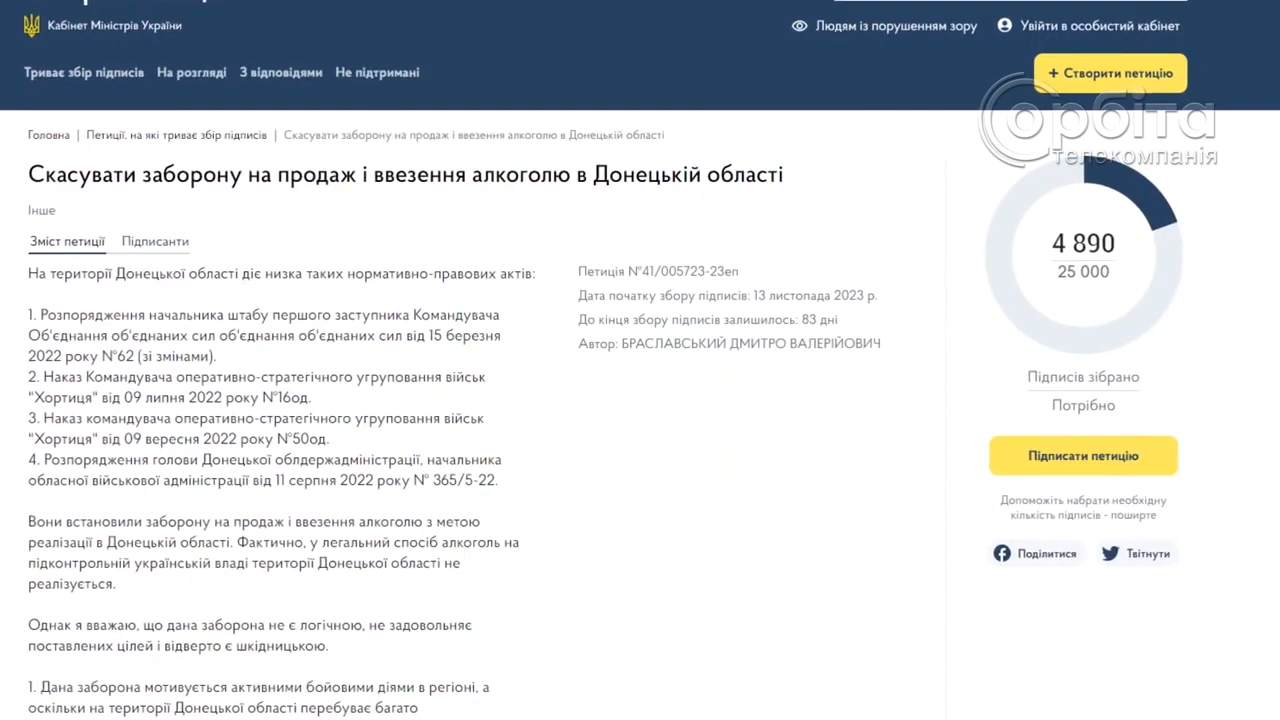 Кабінет Міністрів України
Людям із порушенням зору
Увійти в особистий кабінет
Триває збір підписів На розгляді З відповідями Не підтримані
+ Створити петицію
орбіта
телекомпанія
Головна | Петиції, на які триває збір підписів | Скасувати заборону на продаж і ввезення алкоголю в Донецькій області
Скасувати заборону на продаж і ввезення алкоголю в Донецькій області
Інше
Зміст петиції Підписанти
На території Донецької області діє низка таких нормативно-правових актів:
1. Розпорядження начальника штабу першого заступника Командувача
Об'єднання об'єднаних сил об'єднання об'єднаних сил від 15 березня
2022 року №62 (зі змінами).
2. Наказ Командувача оперативно-стратегічного угруповання військ
"Хортиця" від 09 липня 2022 року №16од.
3. Наказ командувача оперативно-стратегічного угруповання військ
"Хортиця" від 09 вересня 2022 року №50од.
4. Розпорядження голови Донецької облдержадміністрації, начальника
обласної військової адміністрації від 11 серпня 2022 року № 365/5-22.
Вони встановили заборону на продаж і ввезення алкоголю з метою
реалізації в Донецькій області. Фактично, у легальний спосіб алкоголь на
підконтрольній українській владі території Донецької області не
реалізується.
Однак я вважаю, що дана заборона не є логічною, не задовольняє
поставлених цілей і відверто є шкідницькою.
1. Дана заборона мотивується активними бойовими діями в регіоні, а
оскільки на території Донецької області перебуває багато
Петиція №41/005723-23еп
Дата початку збору підписів: 13 листопада 2023 р.
До кінця збору підписів залишилось: 83 дні
Автор: БРАСЛАВСЬКИЙ ДМИТРО ВАЛЕРІЙОВИЧ
4 890
25 000
Підписів зібрано
Потрібно
Підписати петицію
Допоможіть набрати необхідну
кількість підписів - поширте
Поділитися Твітнути